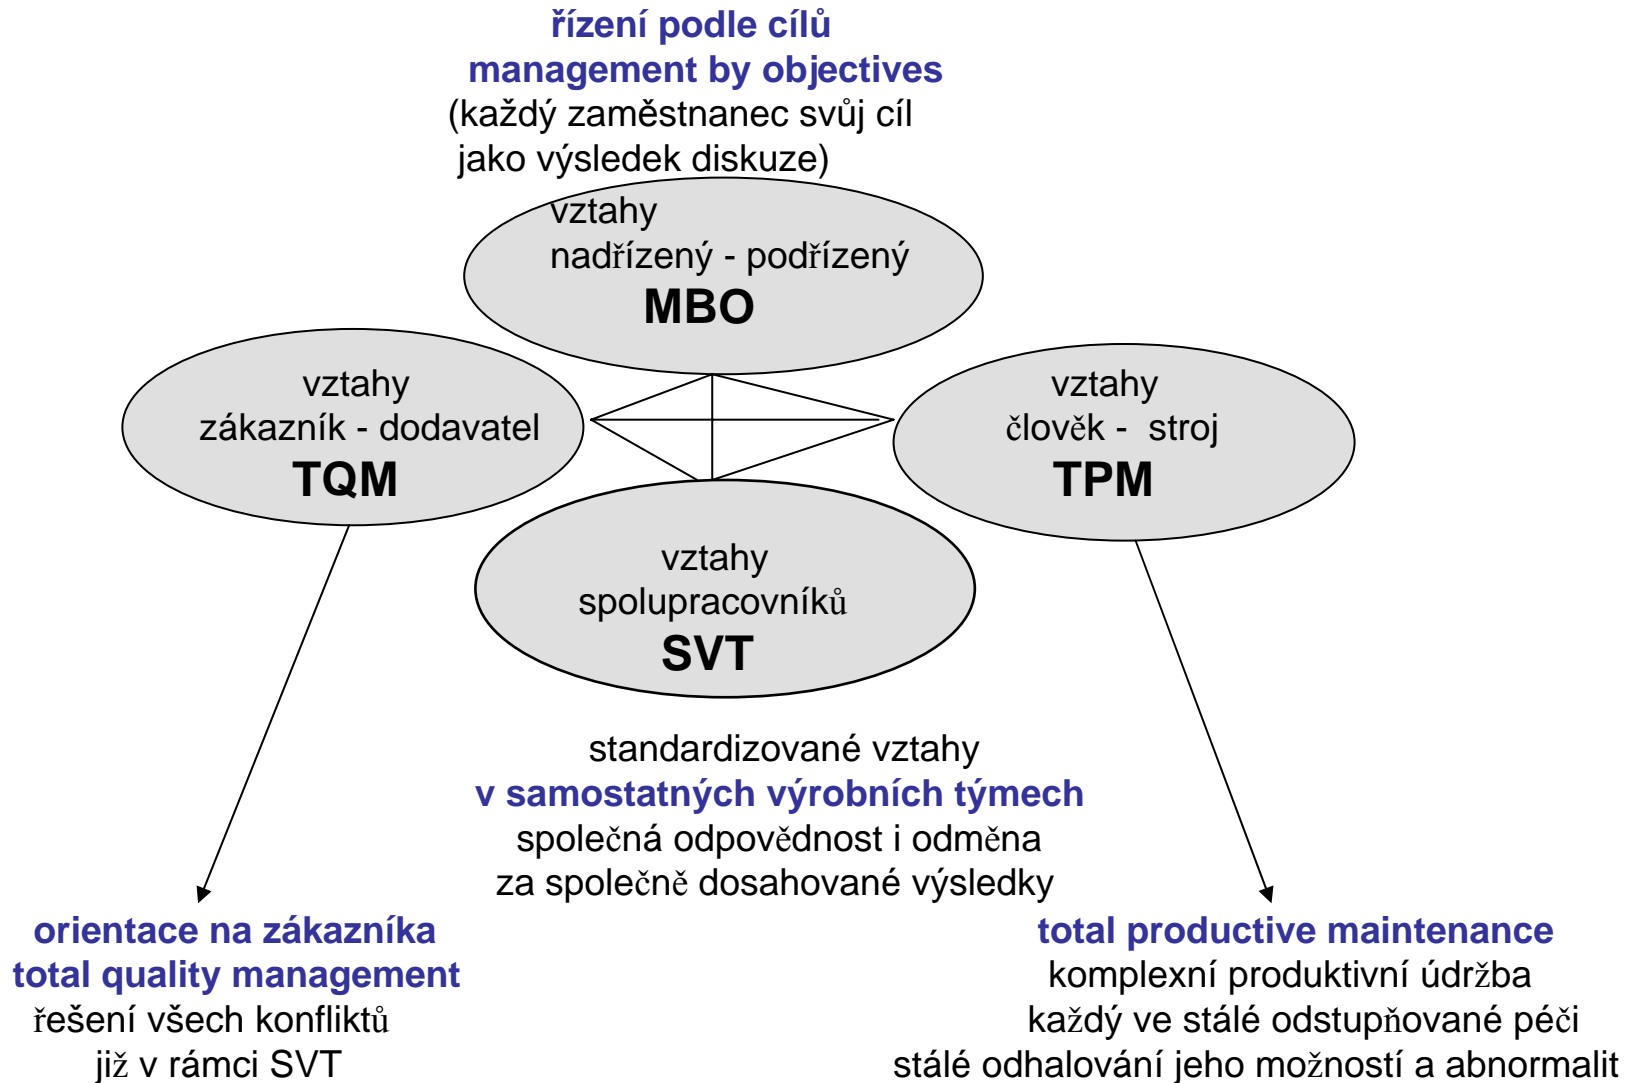 řízení podle cílů
management by objectives
(každý zaměstnanec svůj cíl
jako výsledek diskuze)
vztahy
nadřízený - podřízený
MBO
vztahy
zákazník - dodavatel
TQM
vztahy
člověk - stroj
TPM
vztahy
spolupracovníků
SVT
standardizované vztahy
v samostatných výrobních týmech
společná odpovědnost i odměna
za společně dosahované výsledky
orientace na zákazníka
total quality management
řešení všech konfliktů
již v rámci SVT
total productive maintenance
komplexní produktivní údržba
každý ve stálé odstupňované péči
stálé odhalování jeho možností a abnormalit